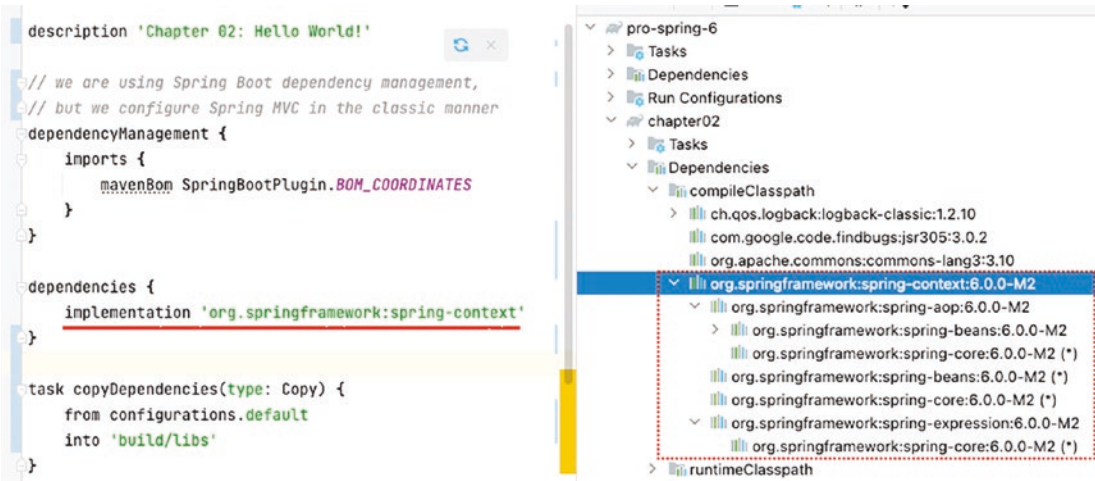 description 'Chapter 02: Hello World!'
// we are using Spring Boot dependency management,
// but we configure Spring MVC in the classic manner
dependencyManagement {
imports {
mavenBom SpringBootPlugin.BOM_COORDINATES
}
}
dependencies {
implementation 'org.springframework:spring-context'
}
task copyDependencies(type: Copy) {
from configurations.default
into 'build/libs'
}
pro-spring-6
Tasks
Dependencies
Run Configurations
chapter02
Tasks
Dependencies
compileClasspath
ch.qos.logback:logback-classic:1.2.10
com.google.code.findbugs:jsr305:3.0.2
org.apache.commons:commons-lang3:3.10
org.springframework:spring-context:6.0.0-M2
org.springframework:spring-aop:6.0.0-M2
org.springframework:spring-beans:6.0.0-M2
org.springframework:spring-core:6.0.0-M2 (*)
org.springframework:spring-beans:6.0.0-M2 (*)
org.springframework:spring-core:6.0.0-M2 (*)
org.springframework:spring-expression:6.0.0-M2
org.springframework:spring-core:6.0.0-M2 (*)
runtimeClasspath